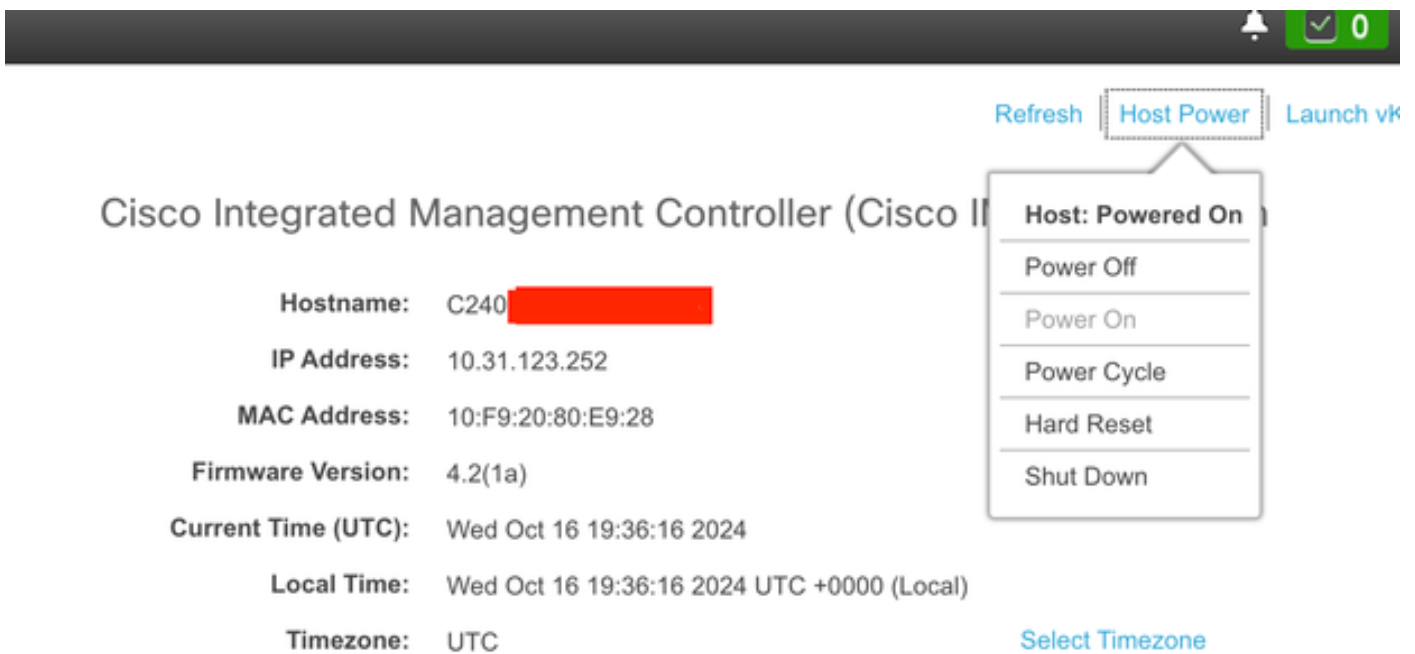 0
Refresh Host Power Launch vK
Cisco Integrated Management Controller (Cisco I
Host: Powered On
Power Off
Power On
Power Cycle
Hard Reset
Shut Down
Hostname: C240
IP Address: 10.31.123.252
MAC Address: 10:F9:20:80:E9:28
Firmware Version: 4.2(1a)
Current Time (UTC): Wed Oct 16 19:36:16 2024
Local Time: Wed Oct 16 19:36:16 2024 UTC +0000 (Local)
Timezone: UTC Select Timezone